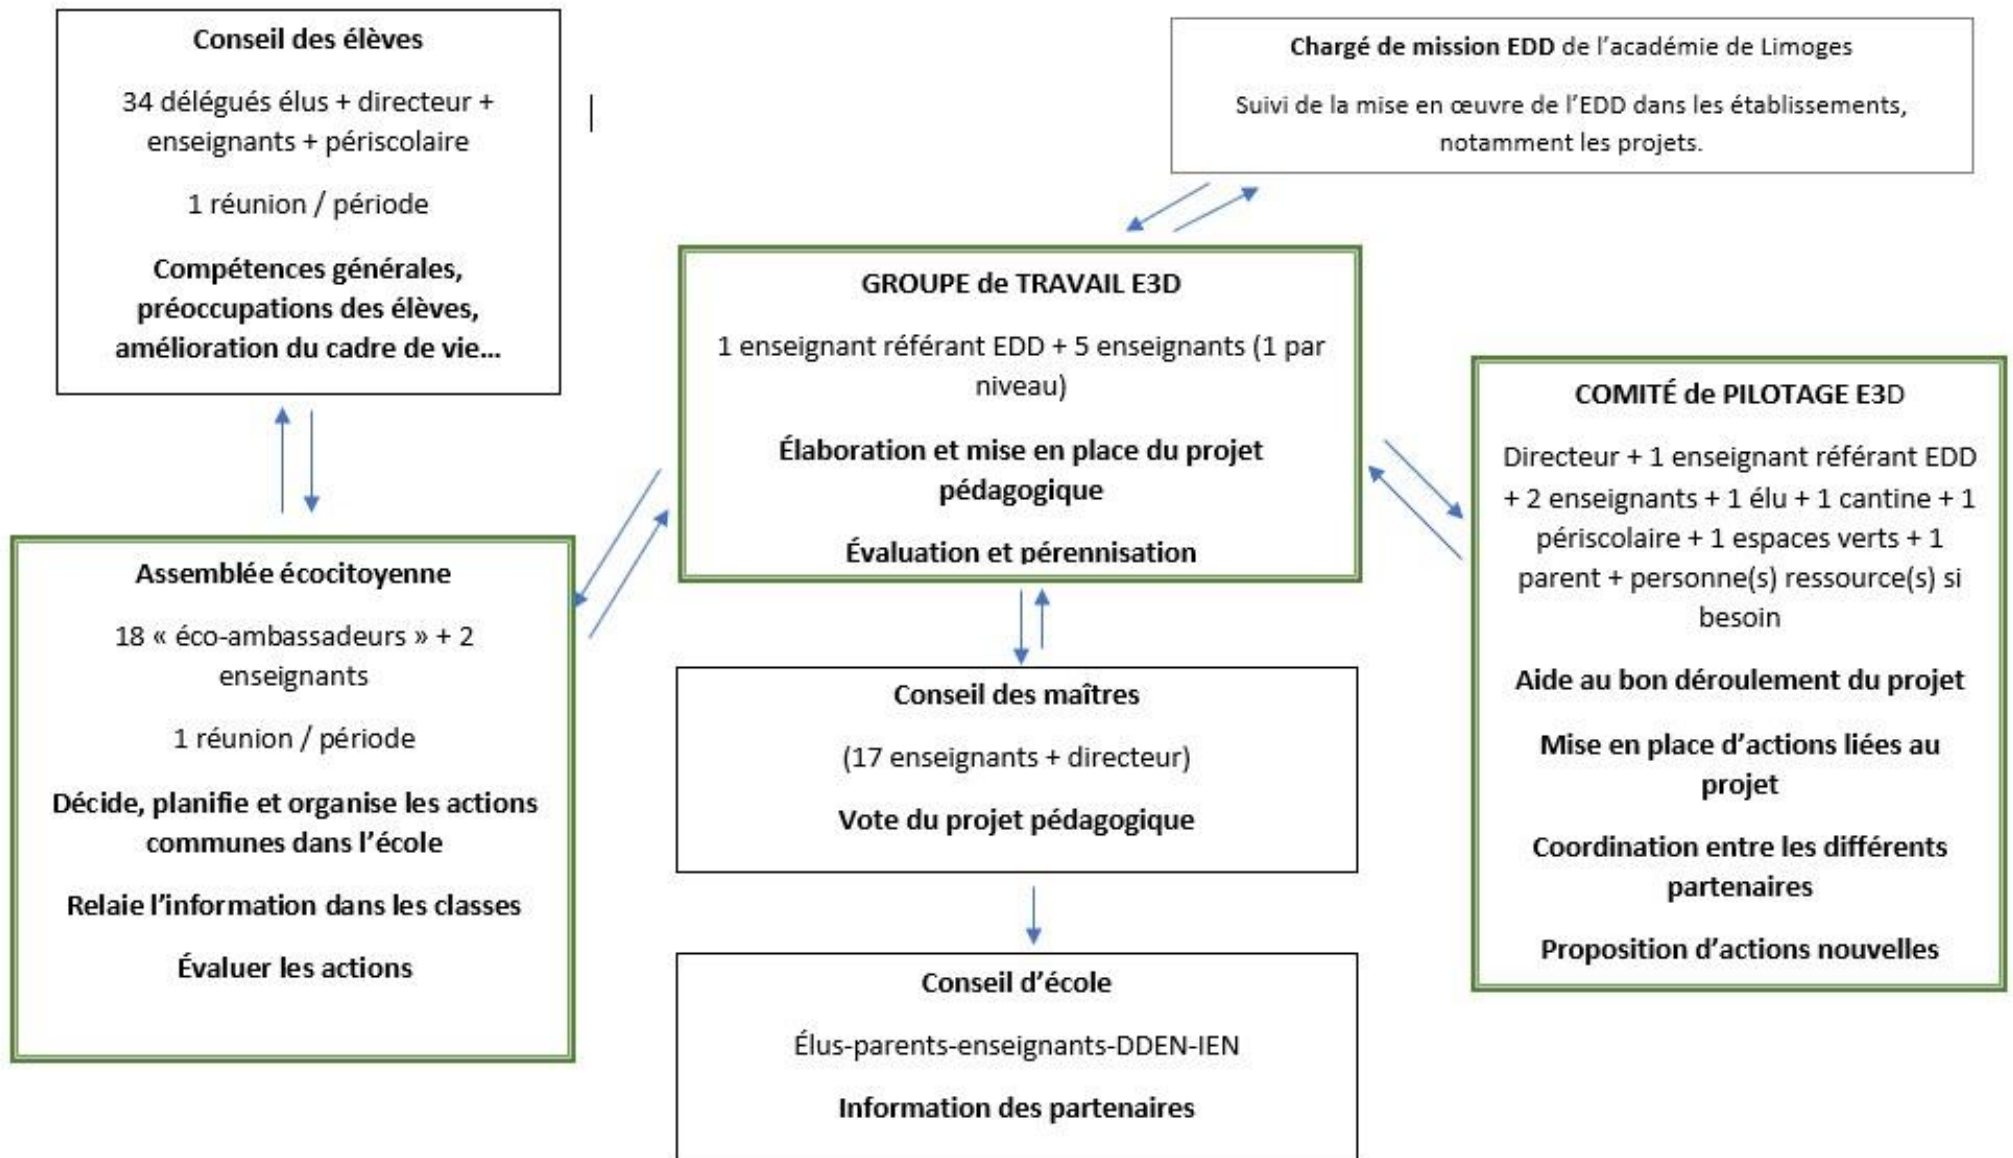 Conseil des élèves
34 délégués élus + directeur +
enseignants + périscolaire
1 réunion / période
Compétences générales,
préoccupations des élèves,
amélioration du cadre de vie...
Chargé de mission EDD de l'académie de Limoges
Suivi de la mise en œuvre de l'EDD dans les établissements,
notamment les projets.
GROUPE de TRAVAIL E3D
1 enseignant référant EDD + 5 enseignants (1 par
niveau)
Élaboration et mise en place du projet
pédagogique
Évaluation et pérennisation
COMITÉ de PILOTAGE E3D
Directeur + 1 enseignant référant EDD
+ 2 enseignants + 1 élu + 1 cantine + 1
périscolaire + 1 espaces verts + 1
parent + personne(s) ressource(s) si
besoin
Aide au bon déroulement du projet
Mise en place d'actions liées au
projet
Coordination entre les différents
partenaires
Proposition d'actions nouvelles
Assemblée écocitoyenne
18 « éco-ambassadeurs » + 2
enseignants
1 réunion / période
Décide, planifie et organise les actions
communes dans l'école
Relaie l'information dans les classes
Évaluer les actions
Conseil des maîtres
(17 enseignants + directeur)
Vote du projet pédagogique
Conseil d'école
Élus-parents-enseignants-DDEN-IEN
Information des partenaires